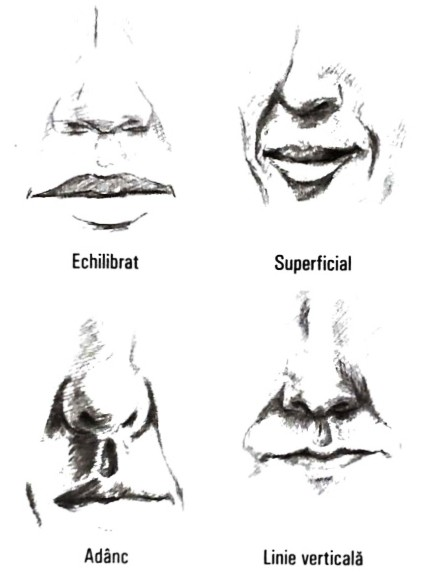 Echilibrat
Superficial
Adânc
Linie verticală